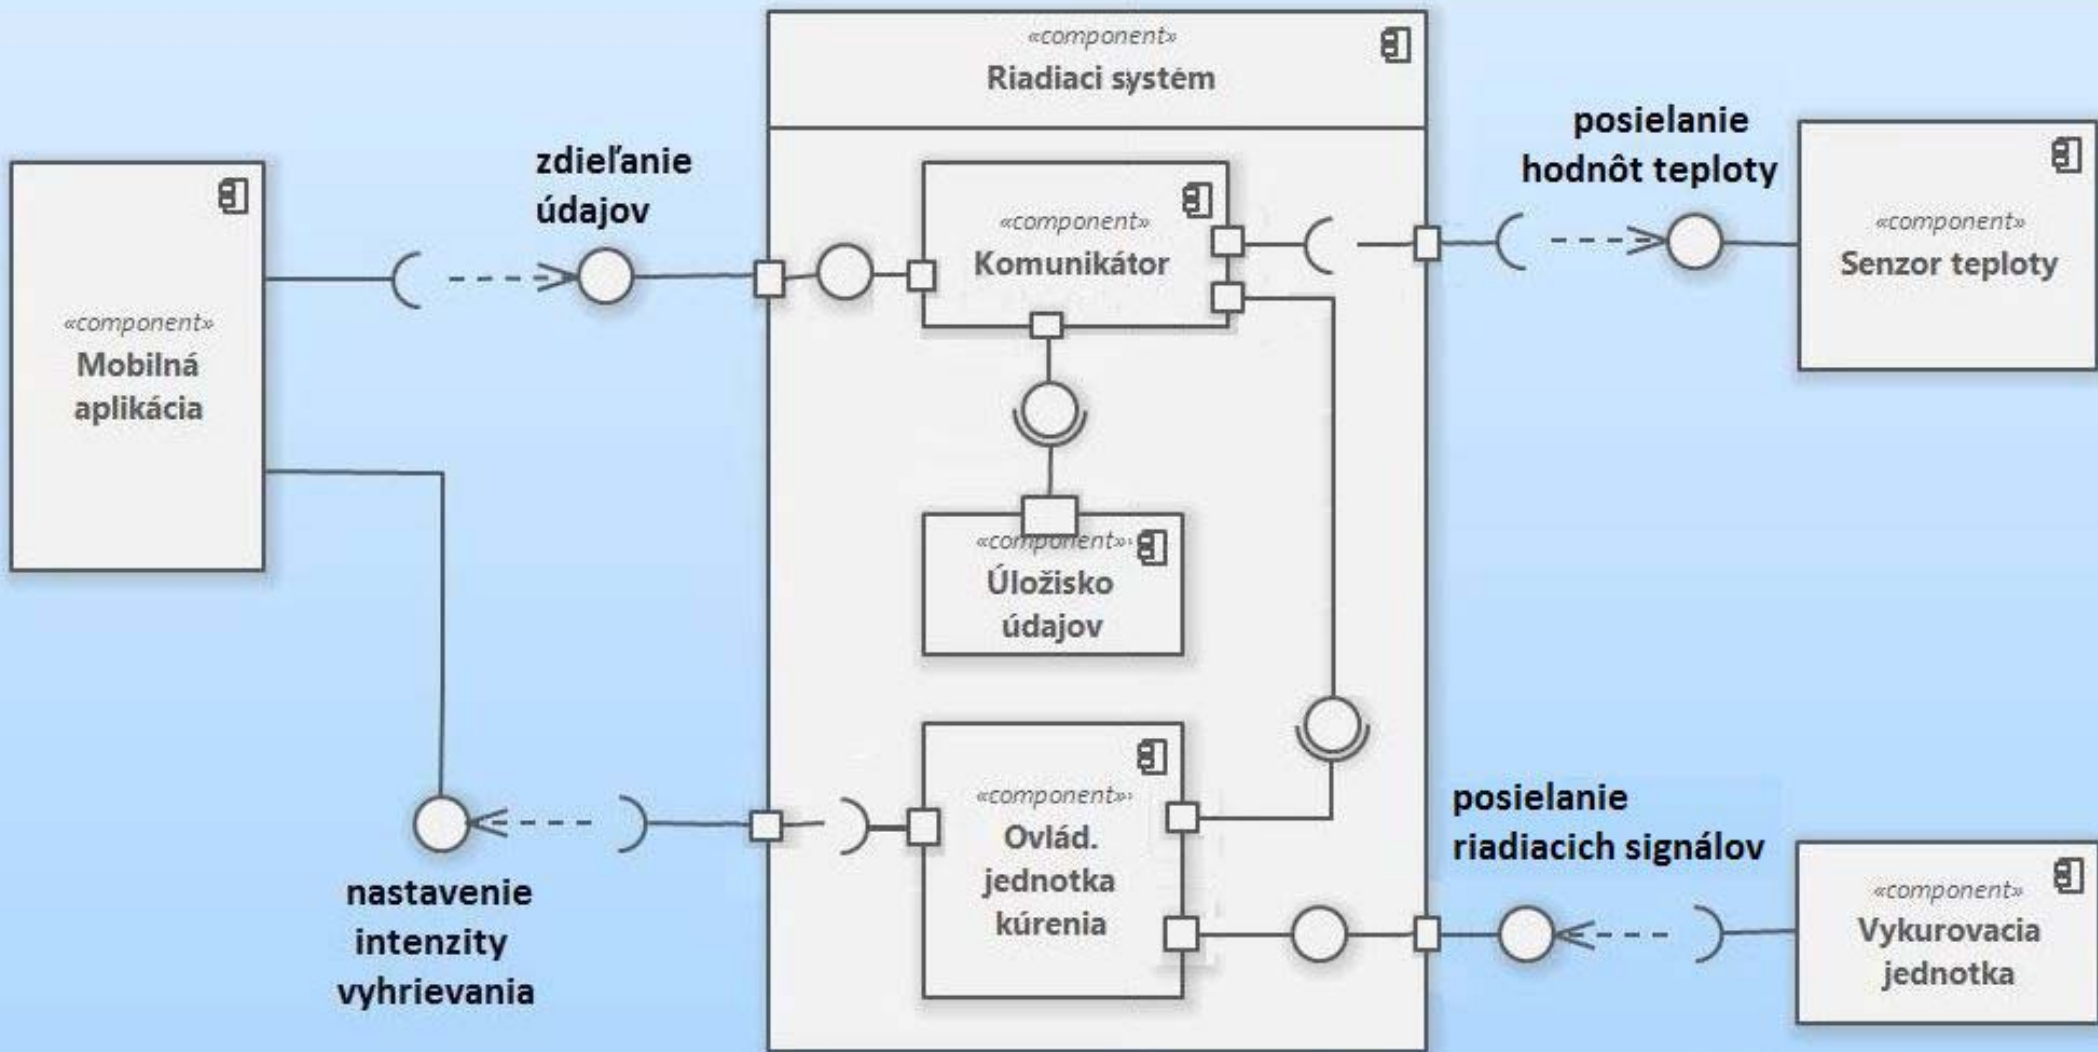 «component»
Riadiaci systém
zdieľanie
údajov
posielanie
hodnôt teploty
«component»
Mobilná
aplikácia
«component»
Komunikátor
«component»
Senzor teploty
«component»
Úložisko
údajov
«component»
Ovlád.
jednotka
kúrenia
nastavenie
intenzity
vyhrievania
posielanie
riadiacich signálov
«component»
Vykurovacia
jednotka